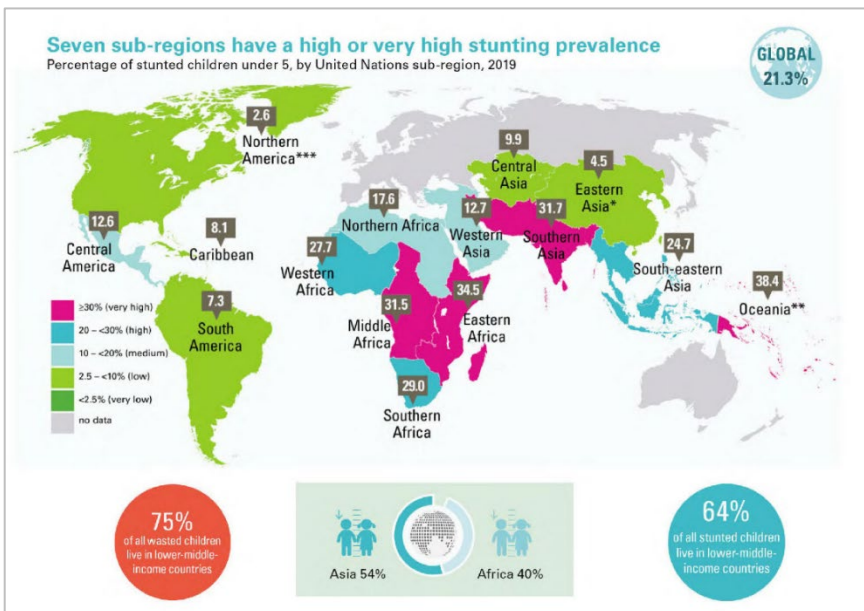 Seven sub-regions have a high or very high stunting prevalence
Percentage of stunted children under 5, by United Nations sub-region, 2019
GLOBAL
21.3%
2.6
Northern
America***
9.9
Central
Asia
4.5
Eastern
Asia*
17.6
Northern Africa
12.7
Western
Asia
31.7
Southern
Asia
12.6
Central
America
8.1
Caribbean
27.7
Western
Africa
24.7
South-eastern
Asia
38.4
Oceania**
7.3
South
America
31.5
Middle
Africa
34.5
Eastern
Africa
29.0
Southern
Africa
≥30% (very high)
20 – <30% (high)
10 – <20% (medium)
2.5 – <10% (low)
<2.5% (very low)
no data
75%
of all wasted children
live in lower-middle-
income countries
Asia 54%
Africa 40%
64%
of all stunted children
live in lower-middle-
income countries